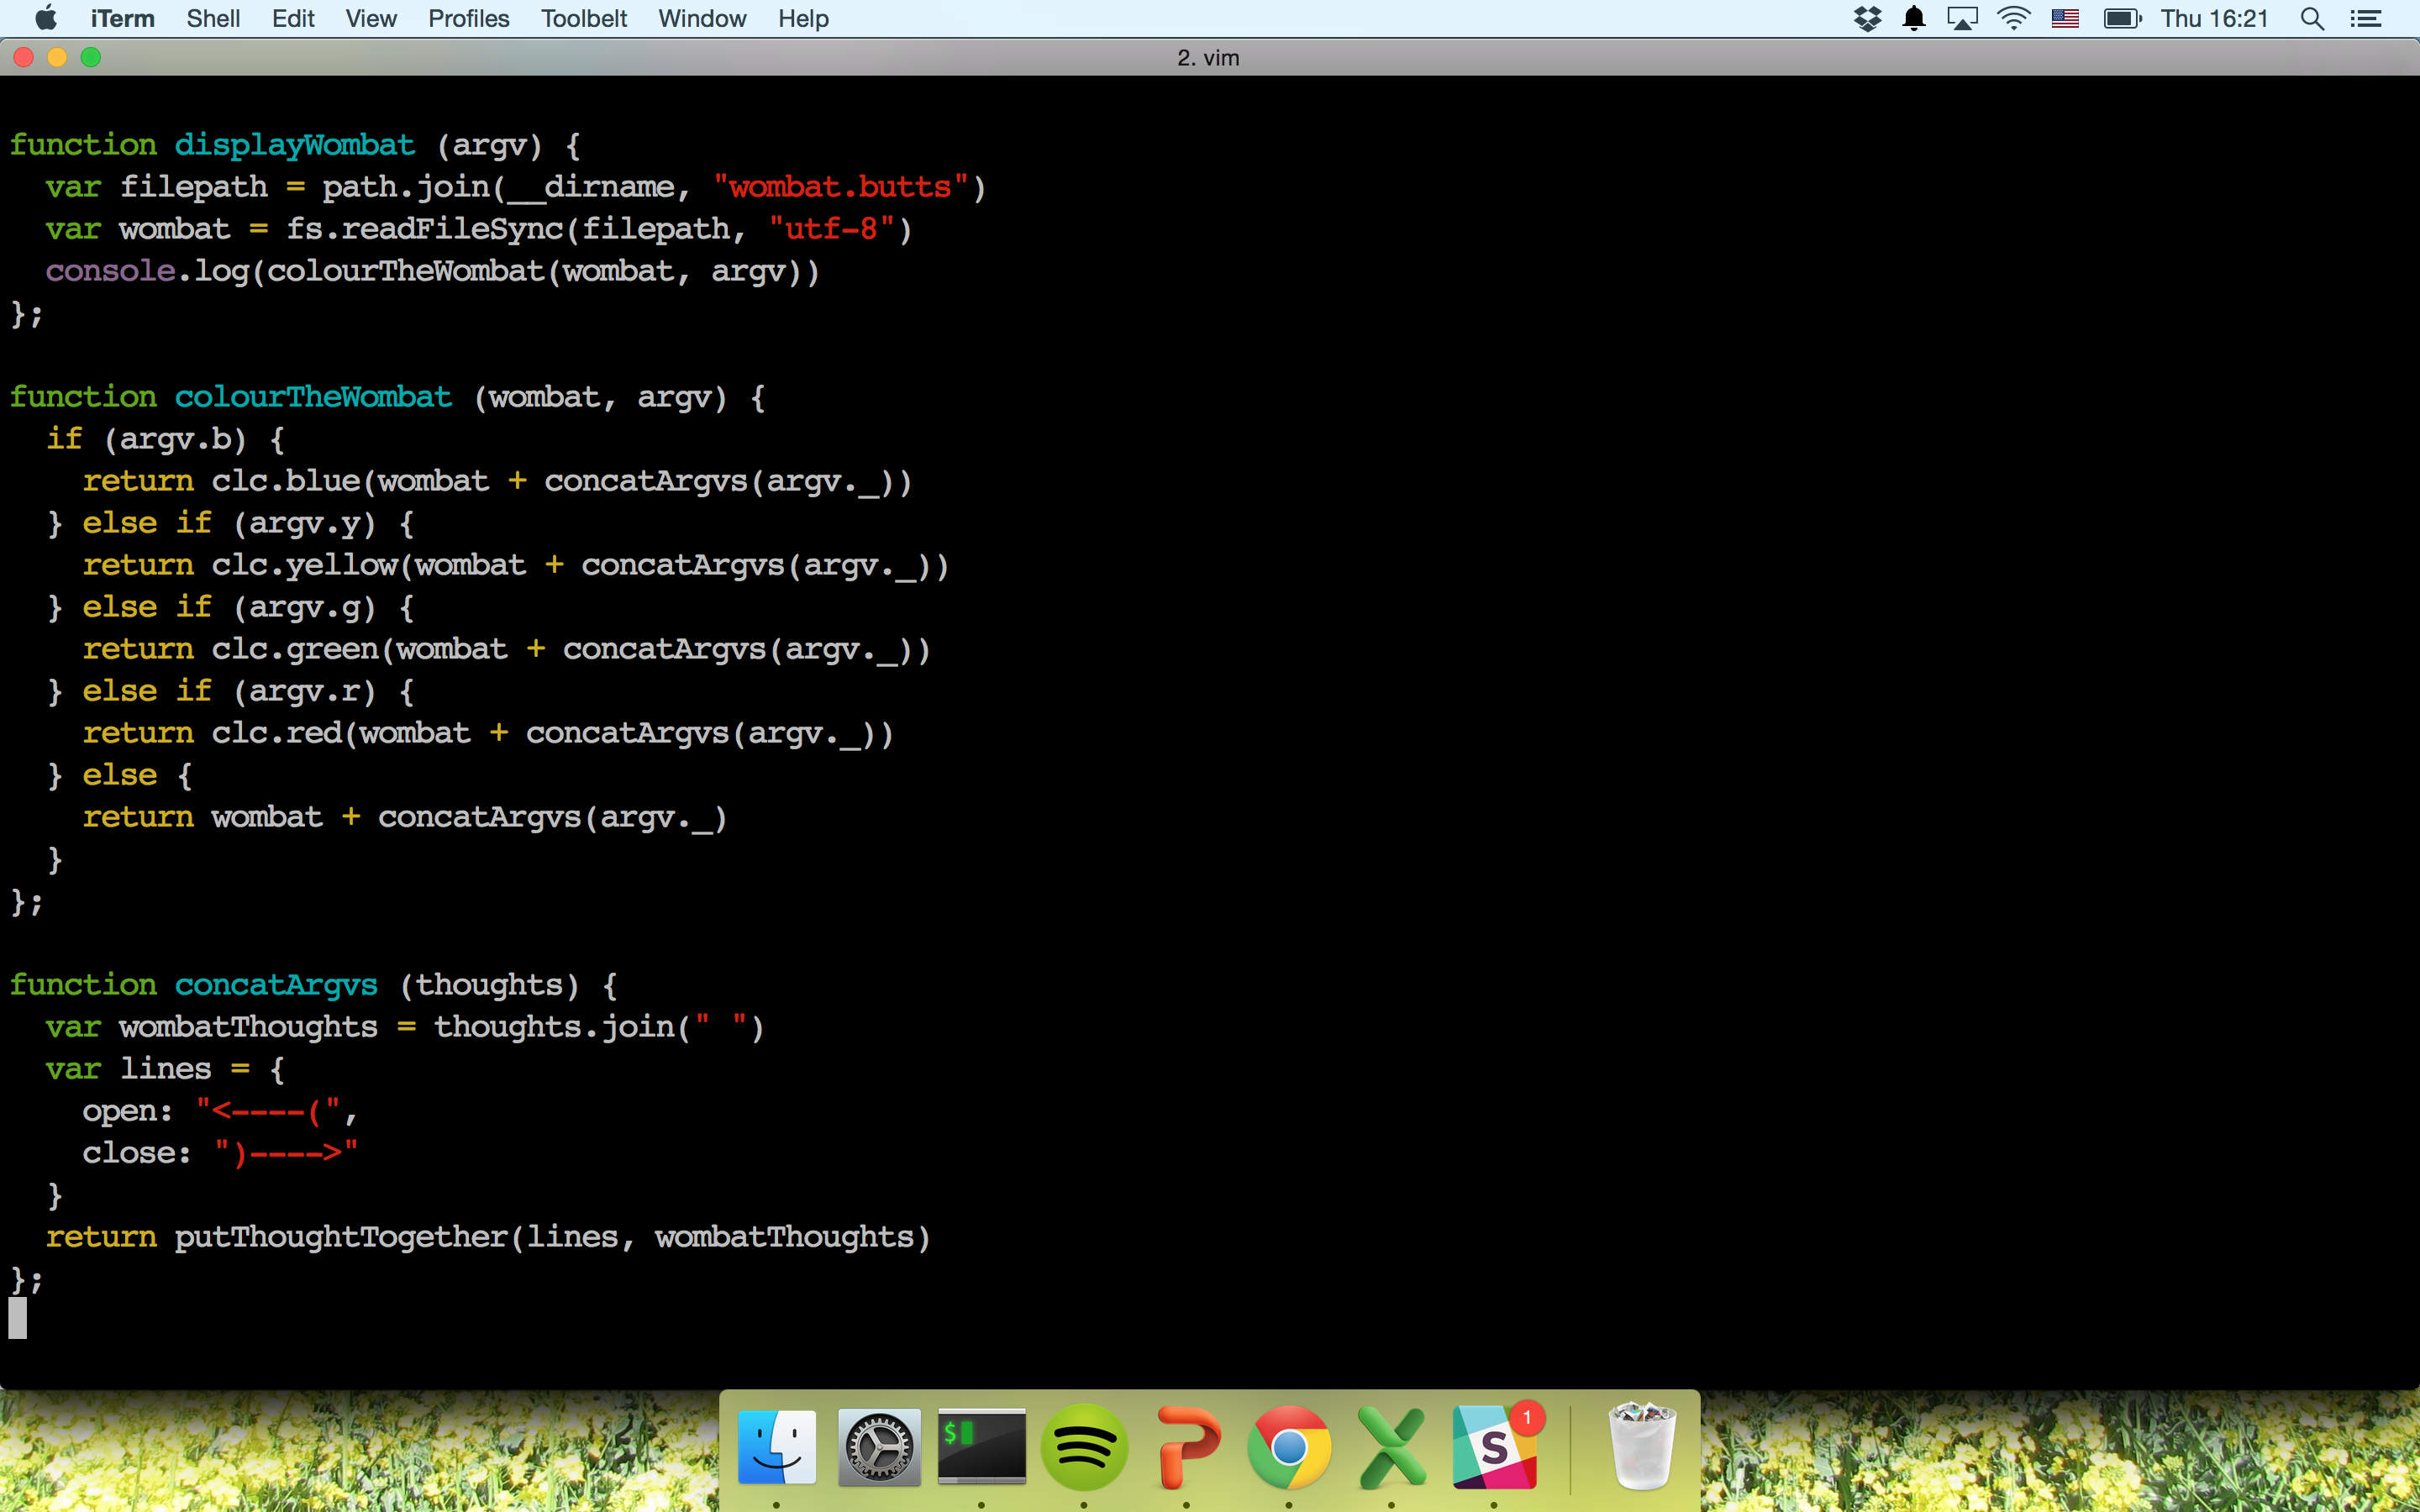 iTerm Shell Edit View Profiles Toolbelt Window Help Thu 16:21
2. vim
function displayWombat (argv) {
  var filepath = path.join(__dirname, "wombat.butts")
  var wombat = fs.readFileSync(filepath, "utf-8")
  console.log(colourTheWombat(wombat, argv))
};
function colourTheWombat (wombat, argv) {
  if (argv.b) {
    return clc.blue(wombat + concatArgvs(argv._))
  } else if (argv.y) {
    return clc.yellow(wombat + concatArgvs(argv._))
  } else if (argv.g) {
    return clc.green(wombat + concatArgvs(argv._))
  } else if (argv.r) {
    return clc.red(wombat + concatArgvs(argv._))
  } else {
    return wombat + concatArgvs(argv._)
  }
};
function concatArgvs (thoughts) {
  var wombatThoughts = thoughts.join(" ")
  var lines = {
    open: "<----(",
    close: ")---->"
  }
  return putThoughtTogether(lines, wombatThoughts)
};
$ S 1